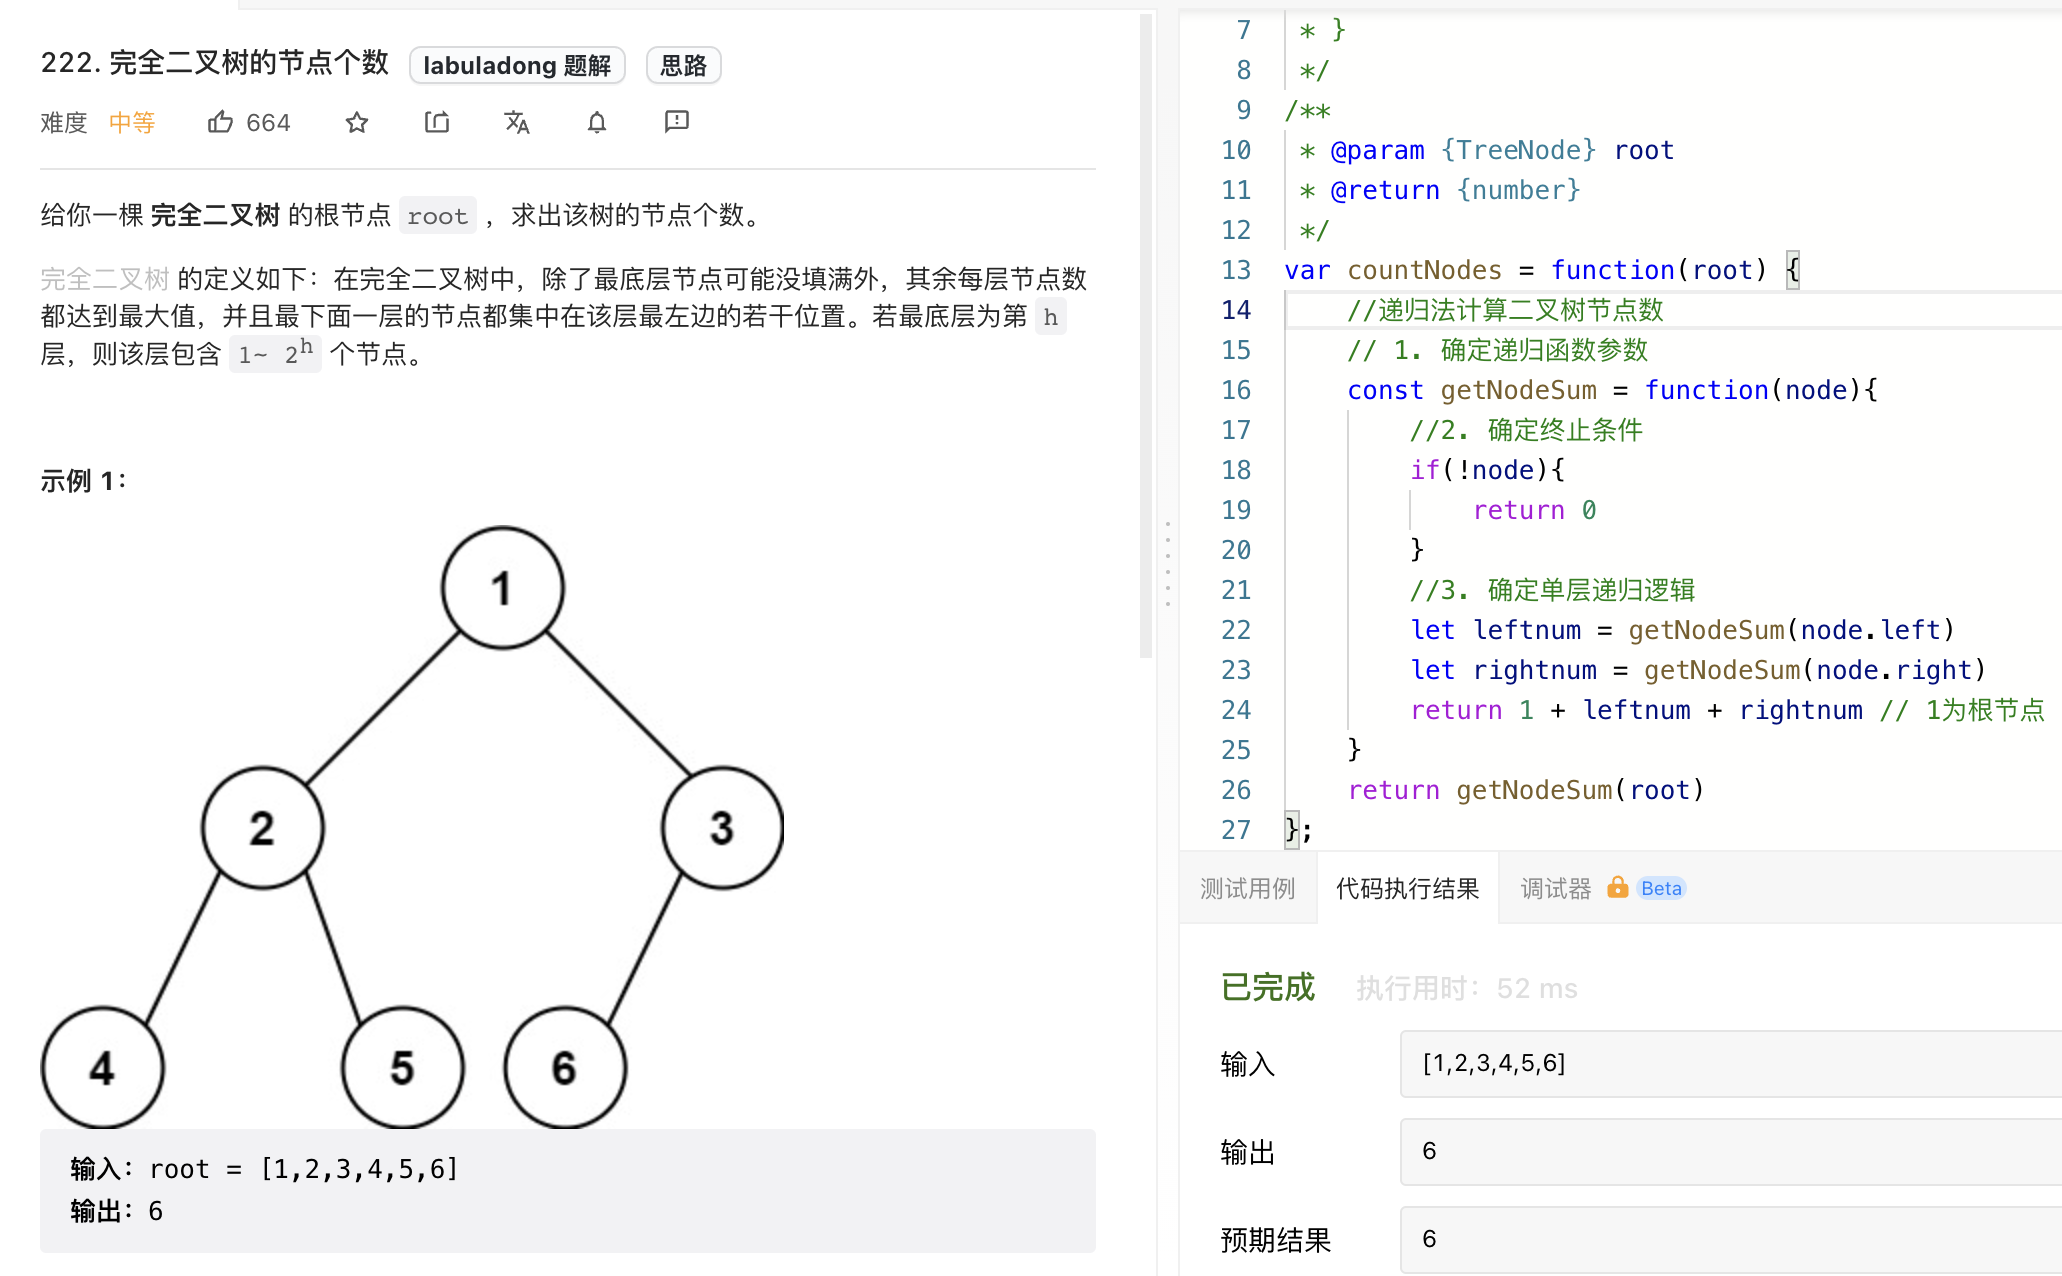 222. 完全二叉树的节点个数 labuladong 题解 思路
难度 中等 664
给你一棵 完全二叉树 的根节点 root ，求出该树的节点个数。
完全二叉树 的定义如下：在完全二叉树中，除了最底层节点可能没填满外，其余每层节点数
都达到最大值，并且最下面一层的节点都集中在该层最左边的若干位置。若最底层为第 h
层，则该层包含 1~ 2^h 个节点。
示例 1：
1
2 3
4 5 6
输入：root = [1,2,3,4,5,6]
输出：6
7 * }
8 */
9 /**
10 * @param {TreeNode} root
11 * @return {number}
12 */
13 var countNodes = function(root) {
14 //递归法计算二叉树节点数
15 // 1. 确定递归函数参数
16 const getNodeSum = function(node){
17 //2. 确定终止条件
18 if(!node){
19 return 0
20 }
21 //3. 确定单层递归逻辑
22 let leftnum = getNodeSum(node.left)
23 let rightnum = getNodeSum(node.right)
24 return 1 + leftnum + rightnum // 1为根节点
25 }
26 return getNodeSum(root)
27 };
测试用例 代码执行结果 调试器 Beta
已完成 执行用时：52 ms
输入 [1,2,3,4,5,6]
输出 6
预期结果 6